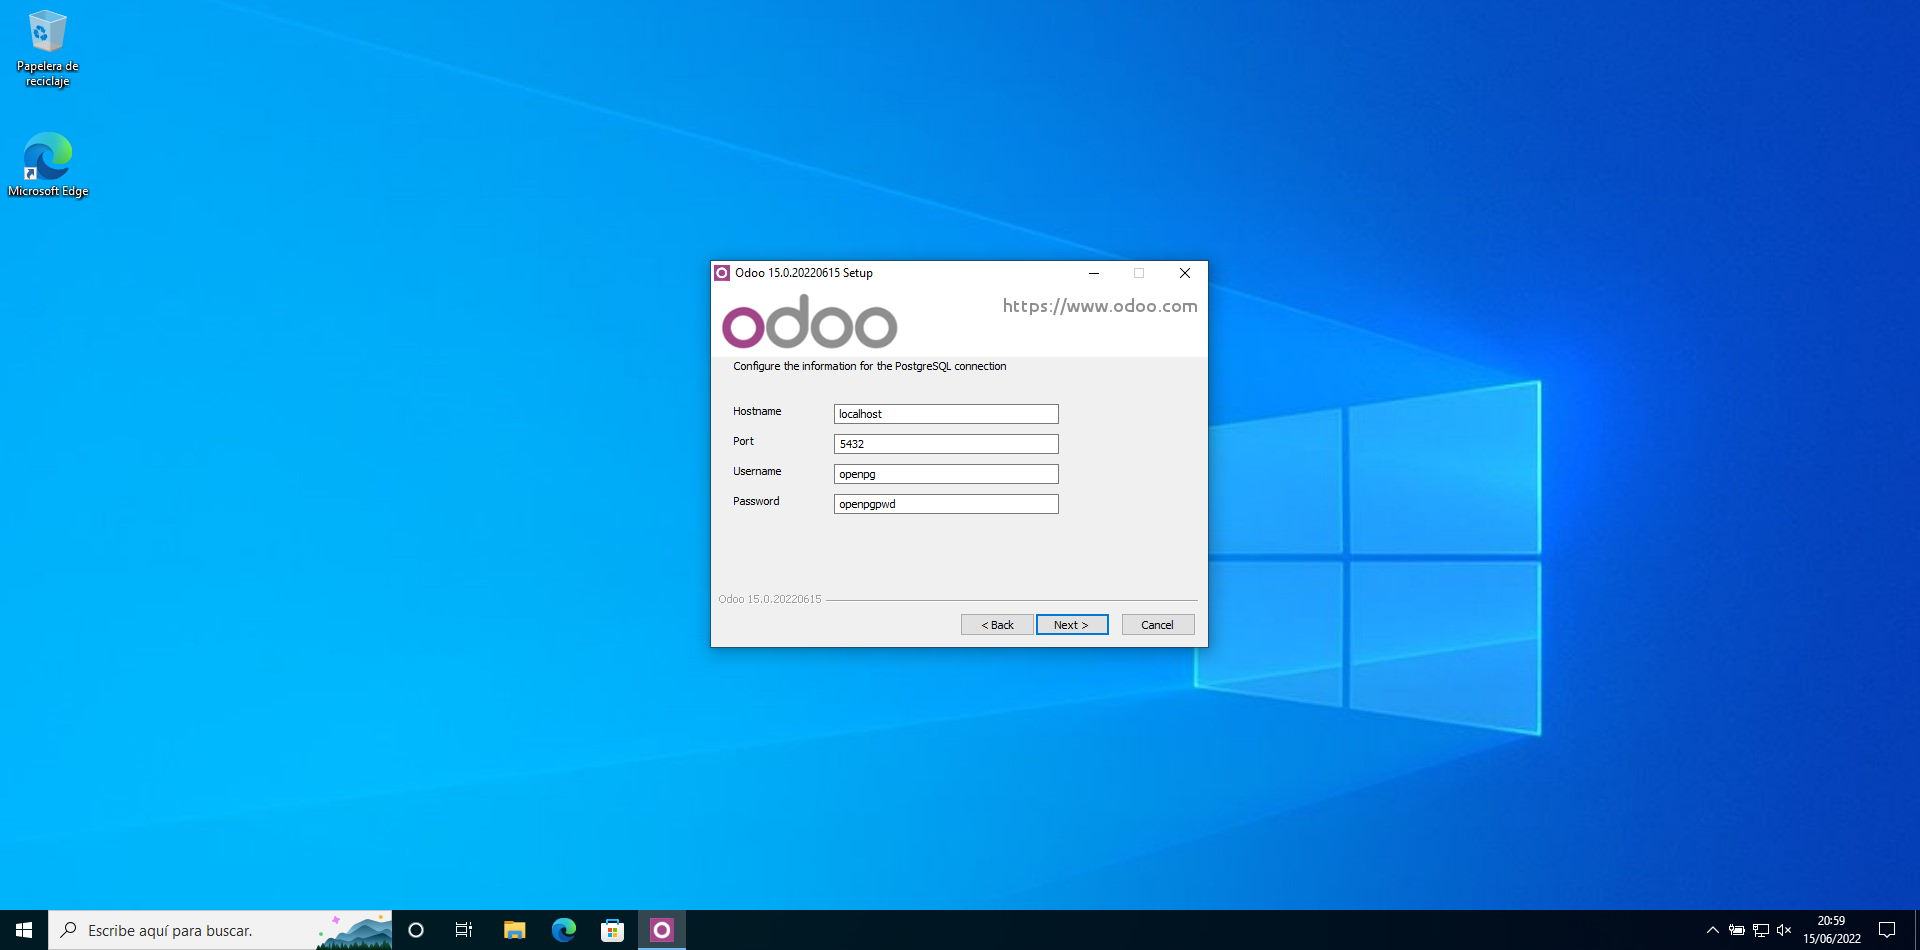 Papelera de
reciclaje
Microsoft Edge
Odoo 15.0.20220615 Setup
odoo
https://www.odoo.com
Configure the information for the PostgreSQL connection
Hostname
localhost
Port
5432
Username
openpg
Password
openpgpwd
Odoo 15.0.20220615
< Back
Next >
Cancel
Escribe aquí para buscar.
20:59
15/06/2022